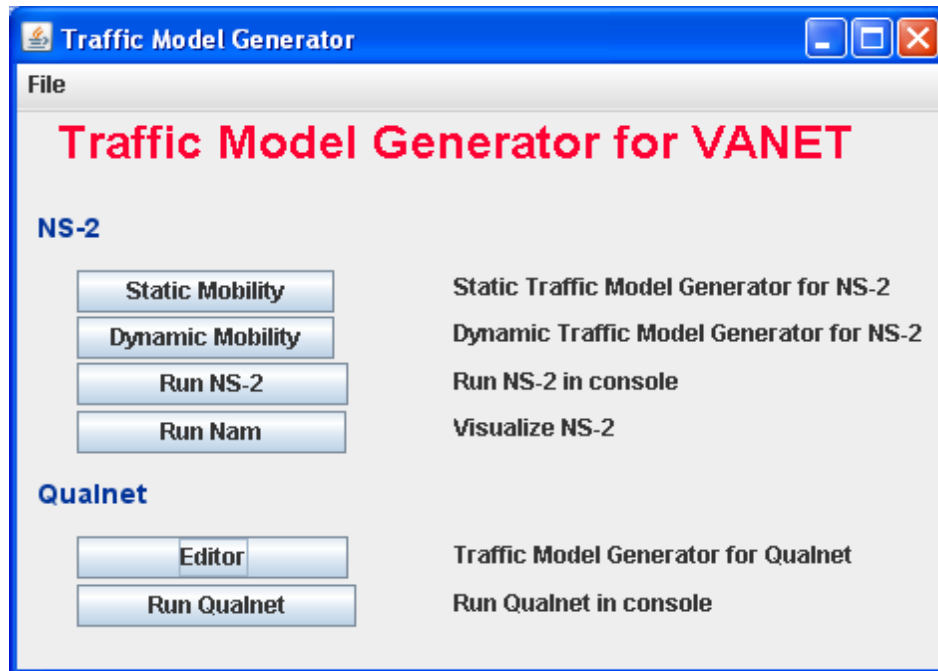 Traffic Model Generator
File
Traffic Model Generator for VANET
NS-2
Static Mobility Static Traffic Model Generator for NS-2
Dynamic Mobility Dynamic Traffic Model Generator for NS-2
Run NS-2 Run NS-2 in console
Run Nam Visualize NS-2
Qualnet
Editor Traffic Model Generator for Qualnet
Run Qualnet Run Qualnet in console